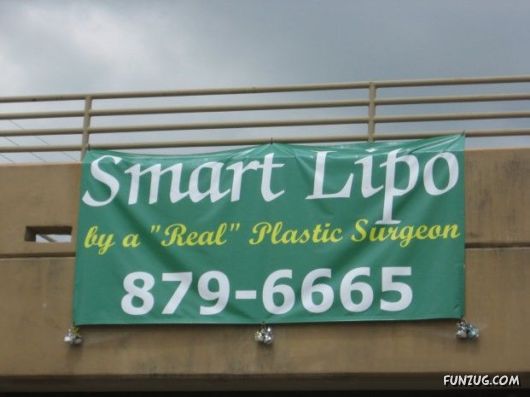 Smart Lipo
by a "Real" Plastic Surgeon
879-6665
FUNZUG.COM